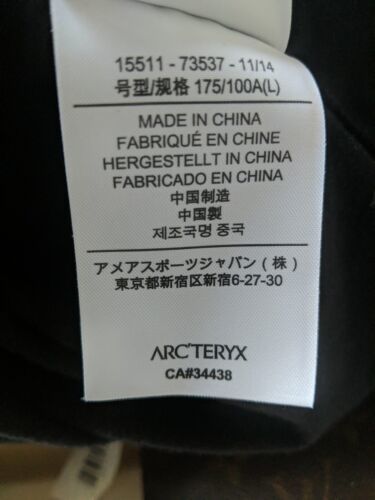 15511 - 73537 - 11/14
号型/规格 175/100A(L)
MADE IN CHINA
FABRIQUÉ EN CHINE
HERGESTELLT IN CHINA
FABRICADO EN CHINA
中国制造
中国製
제조국명 중국
アメアスポーツジャパン(株)
東京都新宿区新宿6-27-30
ARC'TERYX
CA#34438